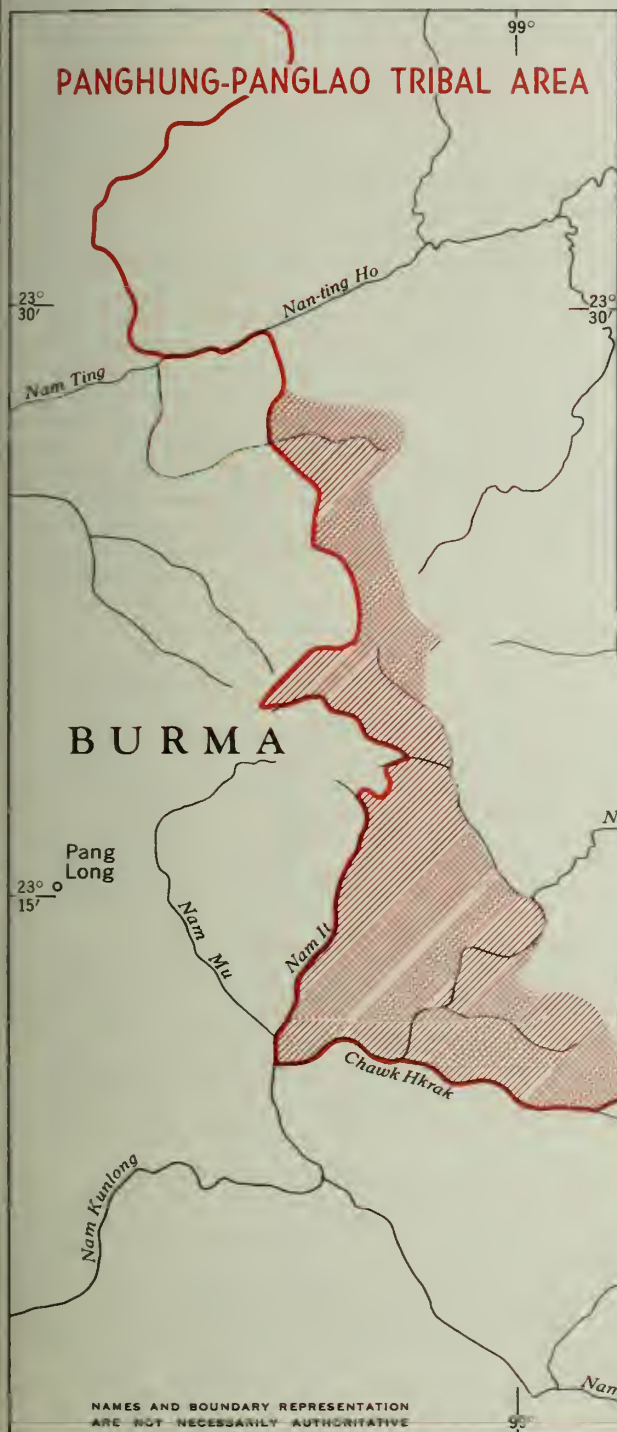 99°
PANGHUNG-PANGLAO TRIBAL AREA
Nan-ting Ho
23°
30′
23°
30′
Nam Ting
BURMA
N
Pang
Long
23°
15′
Nam Mu
Nam It
Chawk Hkrak
Nam Kunlong
Nam
NAMES AND BOUNDARY REPRESENTATION
ARE NOT NECESSARILY AUTHORITATIVE
99°